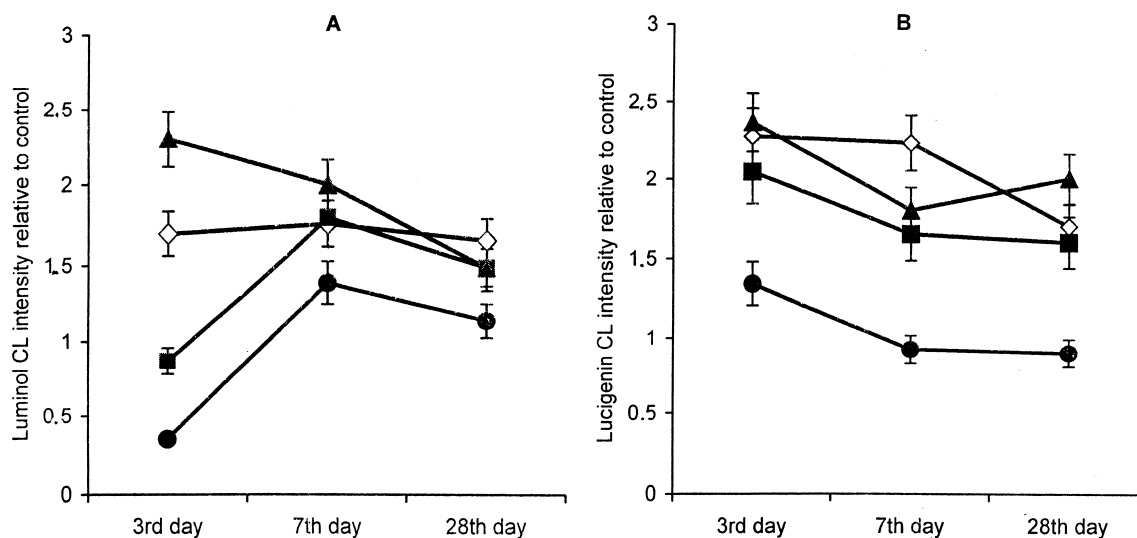 A
Luminol CL intensity relative to control
3
2.5
2
1.5
1
0.5
0
3rd day
7th day
28th day
B
Lucigenin CL intensity relative to control
3
2.5
2
1.5
1
0.5
0
3rd day
7th day
28th day